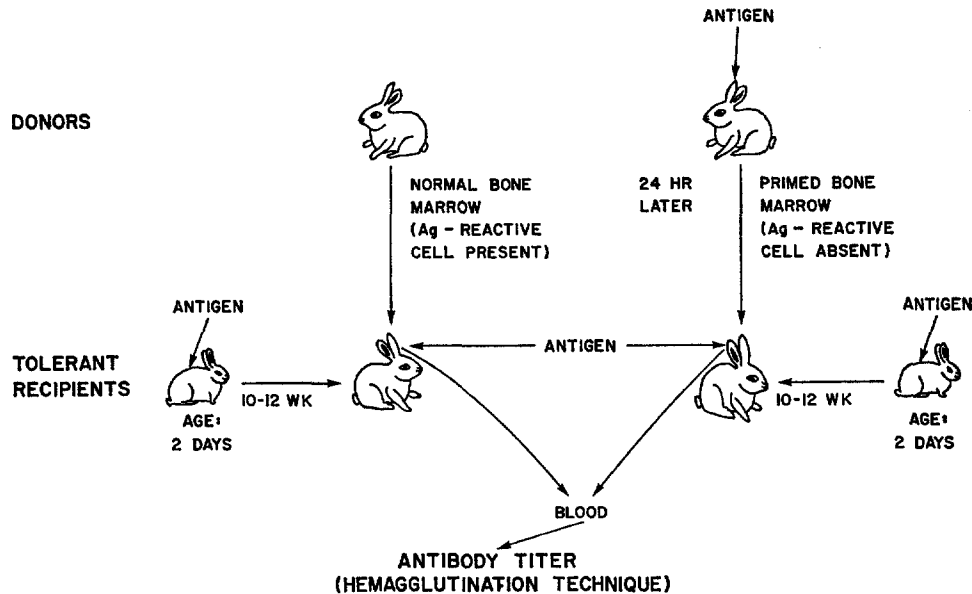 ANTIGEN
DONORS
NORMAL BONE
MARROW
(Ag - REACTIVE
CELL PRESENT)
24 HR
LATER
PRIMED BONE
MARROW
(Ag - REACTIVE
CELL ABSENT)
ANTIGEN
ANTIGEN
ANTIGEN
TOLERANT
RECIPIENTS
10-12 WK
10-12 WK
AGE:
2 DAYS
AGE:
2 DAYS
BLOOD
ANTIBODY TITER
(HEMAGGLUTINATION TECHNIQUE)